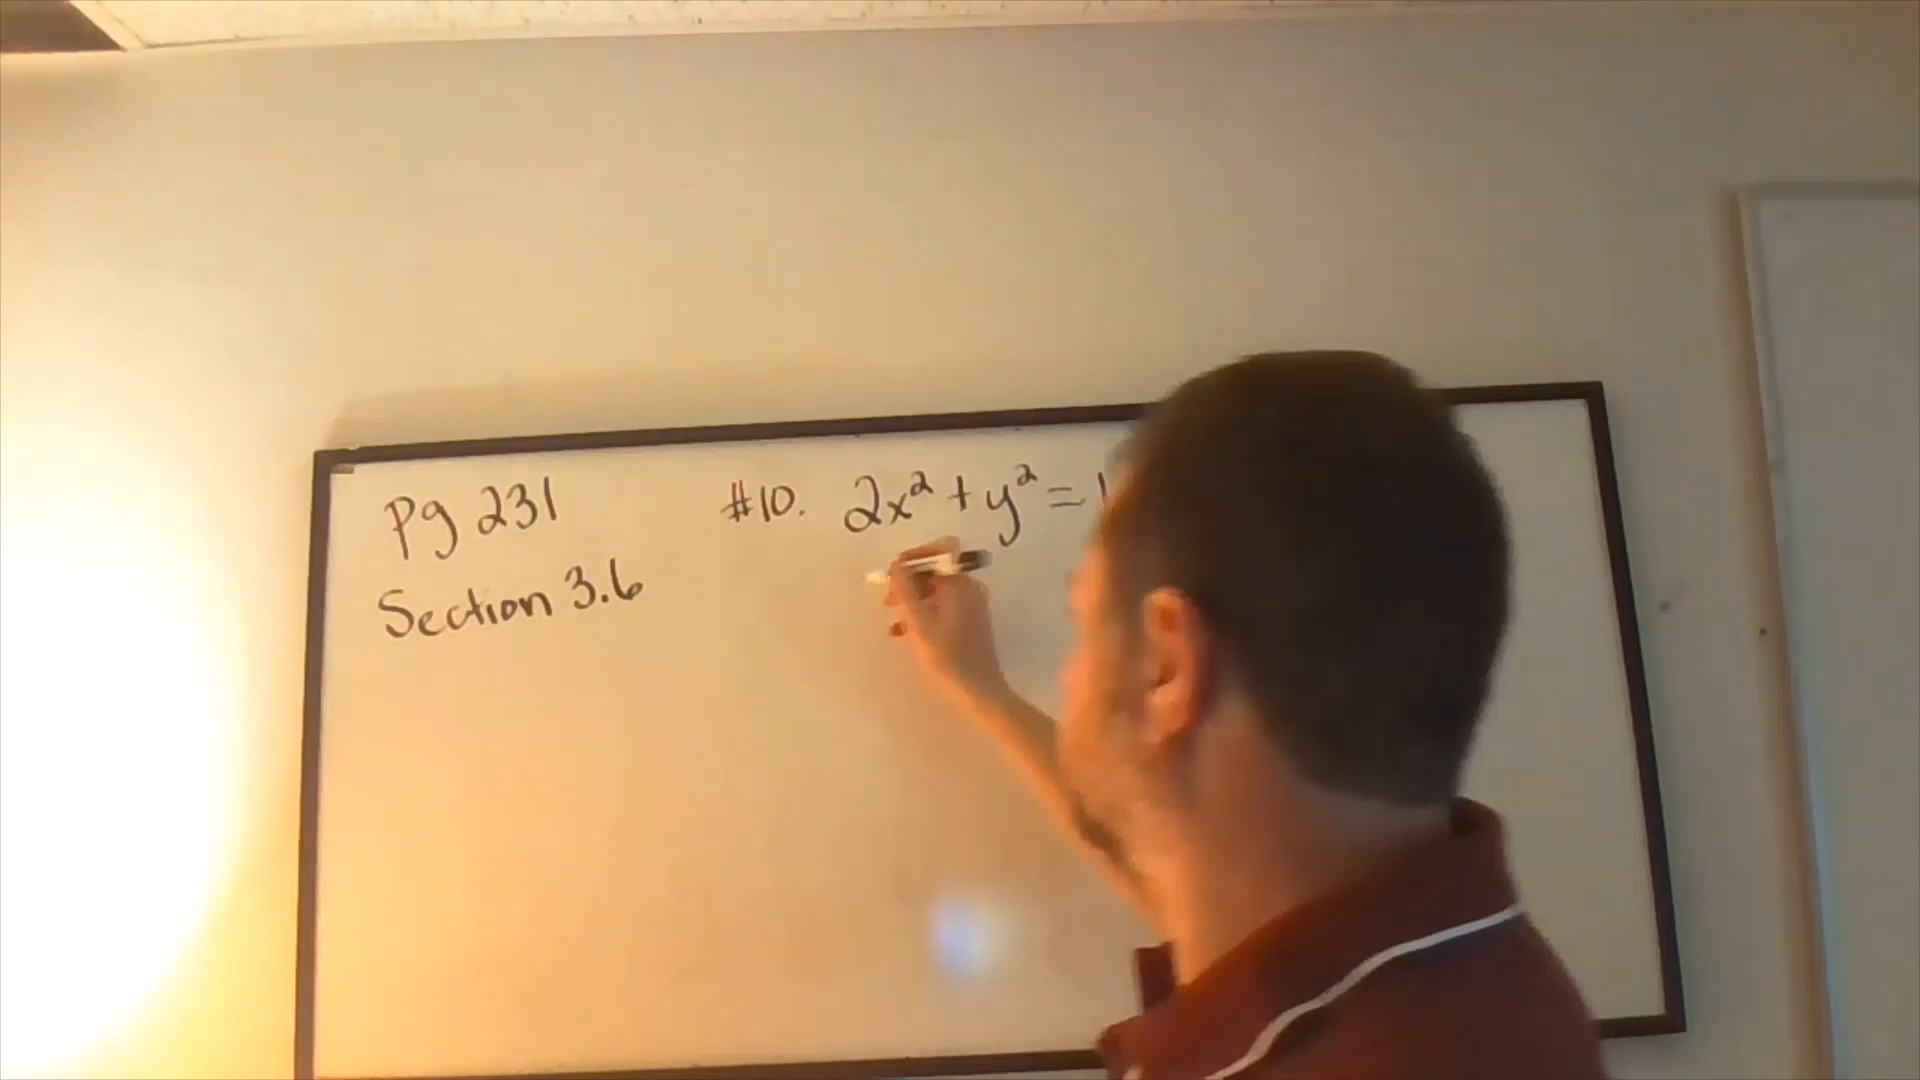 Pg 231
Section 3.6
#10. 2x² + y² =